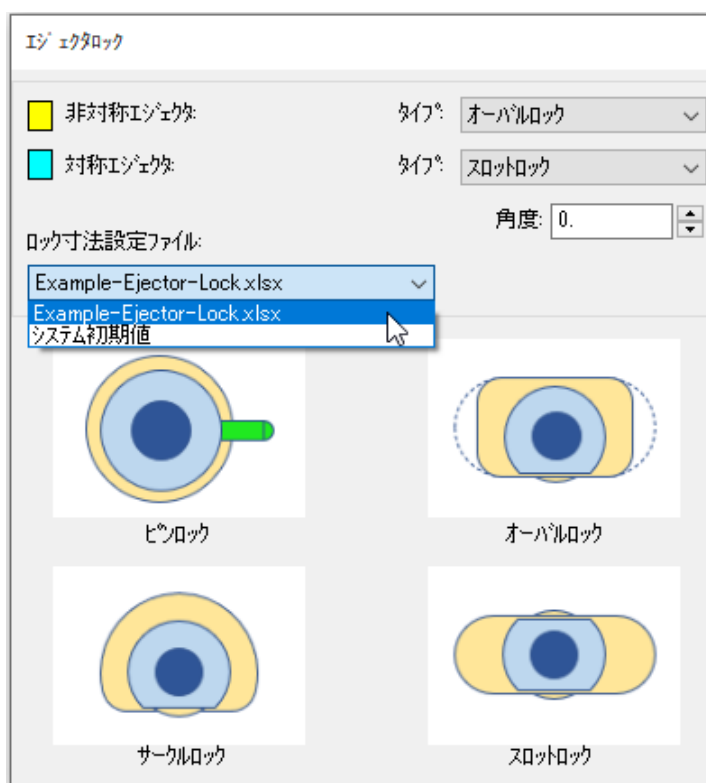 ｴｼﾞｪｸﾀﾛｯｸ
非対称ｴｼﾞｪｸﾀ:
ﾀｲﾌﾟ:
ｵｰﾊﾞﾙﾛｯｸ
対称ｴｼﾞｪｸﾀ:
ﾀｲﾌﾟ:
ｽﾛｯﾄﾛｯｸ
角度:
0.
ﾛｯｸ寸法設定ﾌｧｲﾙ:
Example-Ejector-Lock.xlsx
Example-Ejector-Lock.xlsx
ｼｽﾃﾑ初期値
ﾋﾟﾝﾛｯｸ
ｵｰﾊﾞﾙﾛｯｸ
ｻｰｸﾙﾛｯｸ
ｽﾛｯﾄﾛｯｸ